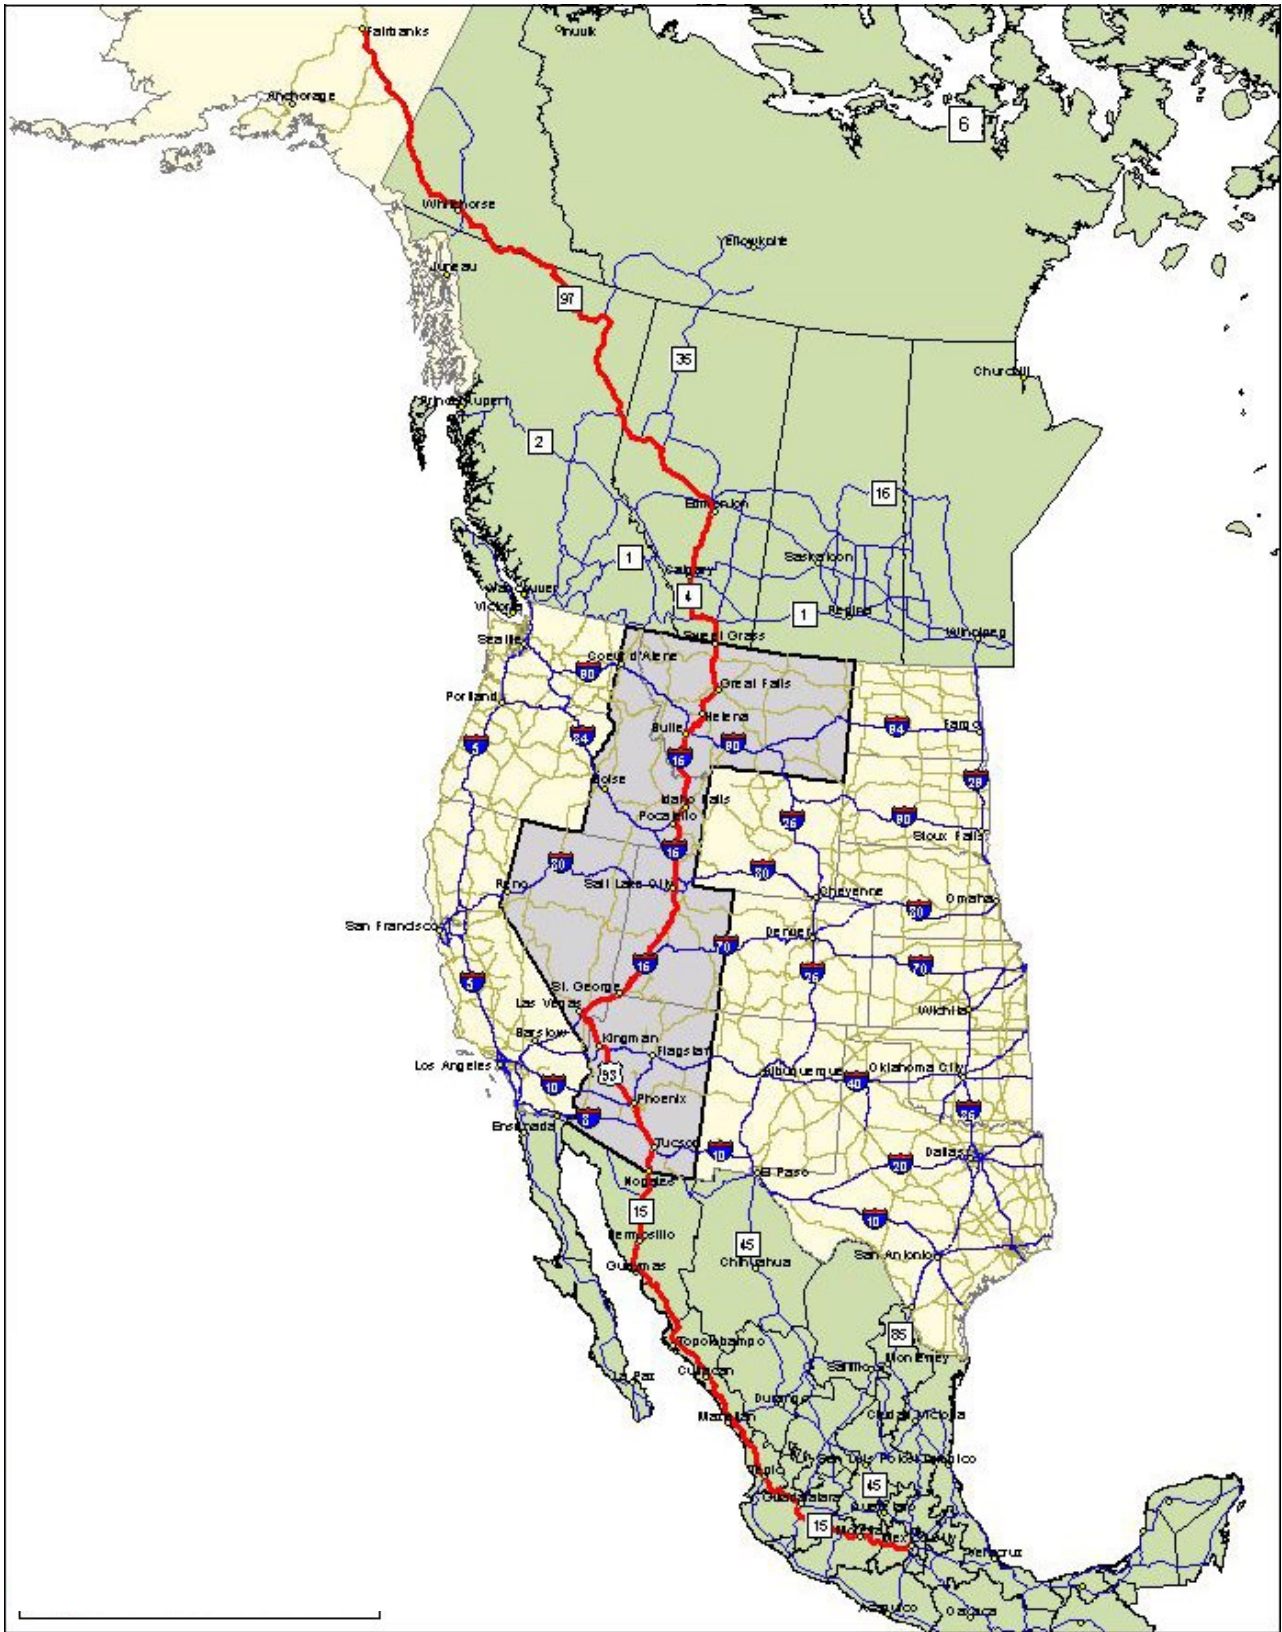 Fairbanks
Inuvik
Anchorage
6
Whitehorse
Yellowknife
Juneau
97
35
Churchill
Prince Rupert
2
16
Edmonton
1
Saskatoon
Calgary
Vancouver
4
Victoria
1
Regina
Sweet Grass
Winnipeg
Seattle
Coeur d'Alene
90
Great Falls
Portland
Helena
Butte
84
94
Fargo
5
90
15
29
Boise
Idaho Falls
Pocatello
25
90
Sioux Falls
15
80
80
Reno
Salt Lake City
Cheyenne
Omaha
80
San Francisco
Denver
70
15
70
5
25
St. George
Las Vegas
Wichita
Barstow
Kingman
Flagstaff
Los Angeles
93
Albuquerque
Oklahoma City
10
40
Phoenix
8
35
Ensenada
Tucson
10
Dallas
20
El Paso
Nogales
15
10
Hermosillo
45
San Antonio
Guaymas
Chihuahua
85
Topolobampo
Monterrey
Saltillo
La Paz
Culiacan
Durango
Mazatlan
Ciudad Victoria
San Luis Potosi
Tampico
Tepic
45
Guadalajara
15
Mexico City
Veracruz
Acapulco
Oaxaca